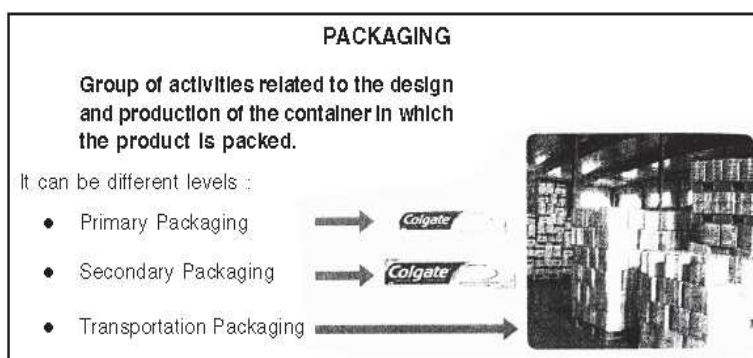 PACKAGING
Group of activities related to the design
and production of the container in which
the product is packed.
It can be different levels :
● Primary Packaging
Colgate
● Secondary Packaging
Colgate
● Transportation Packaging